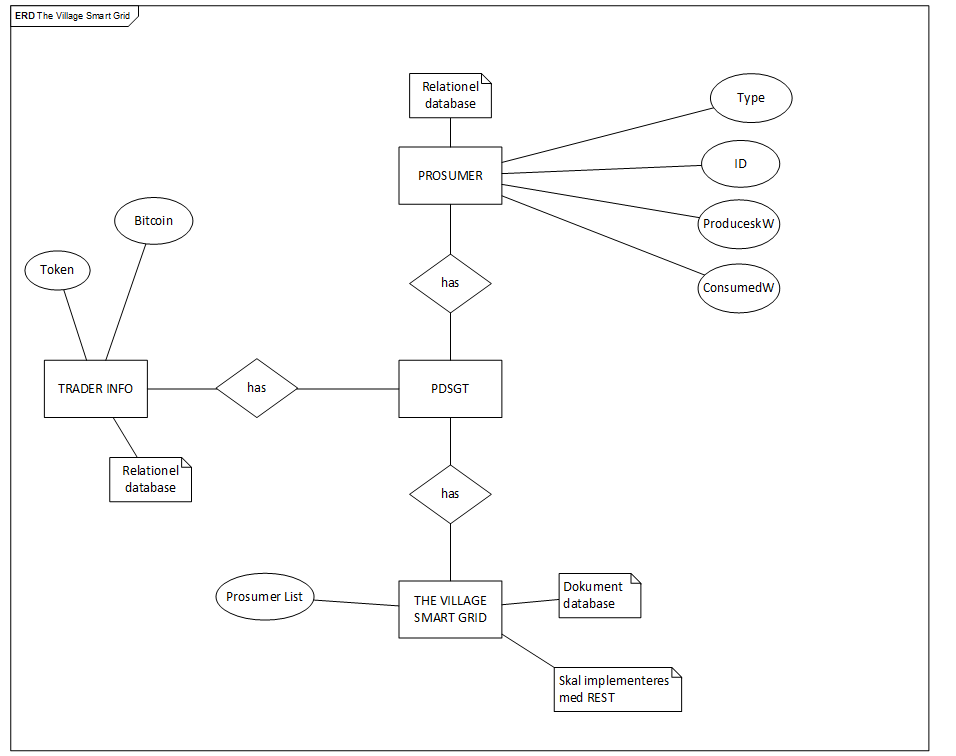 ERD The Village Smart Grid
Relationel
database
Type
PROSUMER
ID
Bitcoin
ProduceskW
Token
has
ConsumedW
TRADER INFO
has
PDSGT
Relationel
database
has
Prosumer List
THE VILLAGE
SMART GRID
Dokument
database
Skal implementeres
med REST